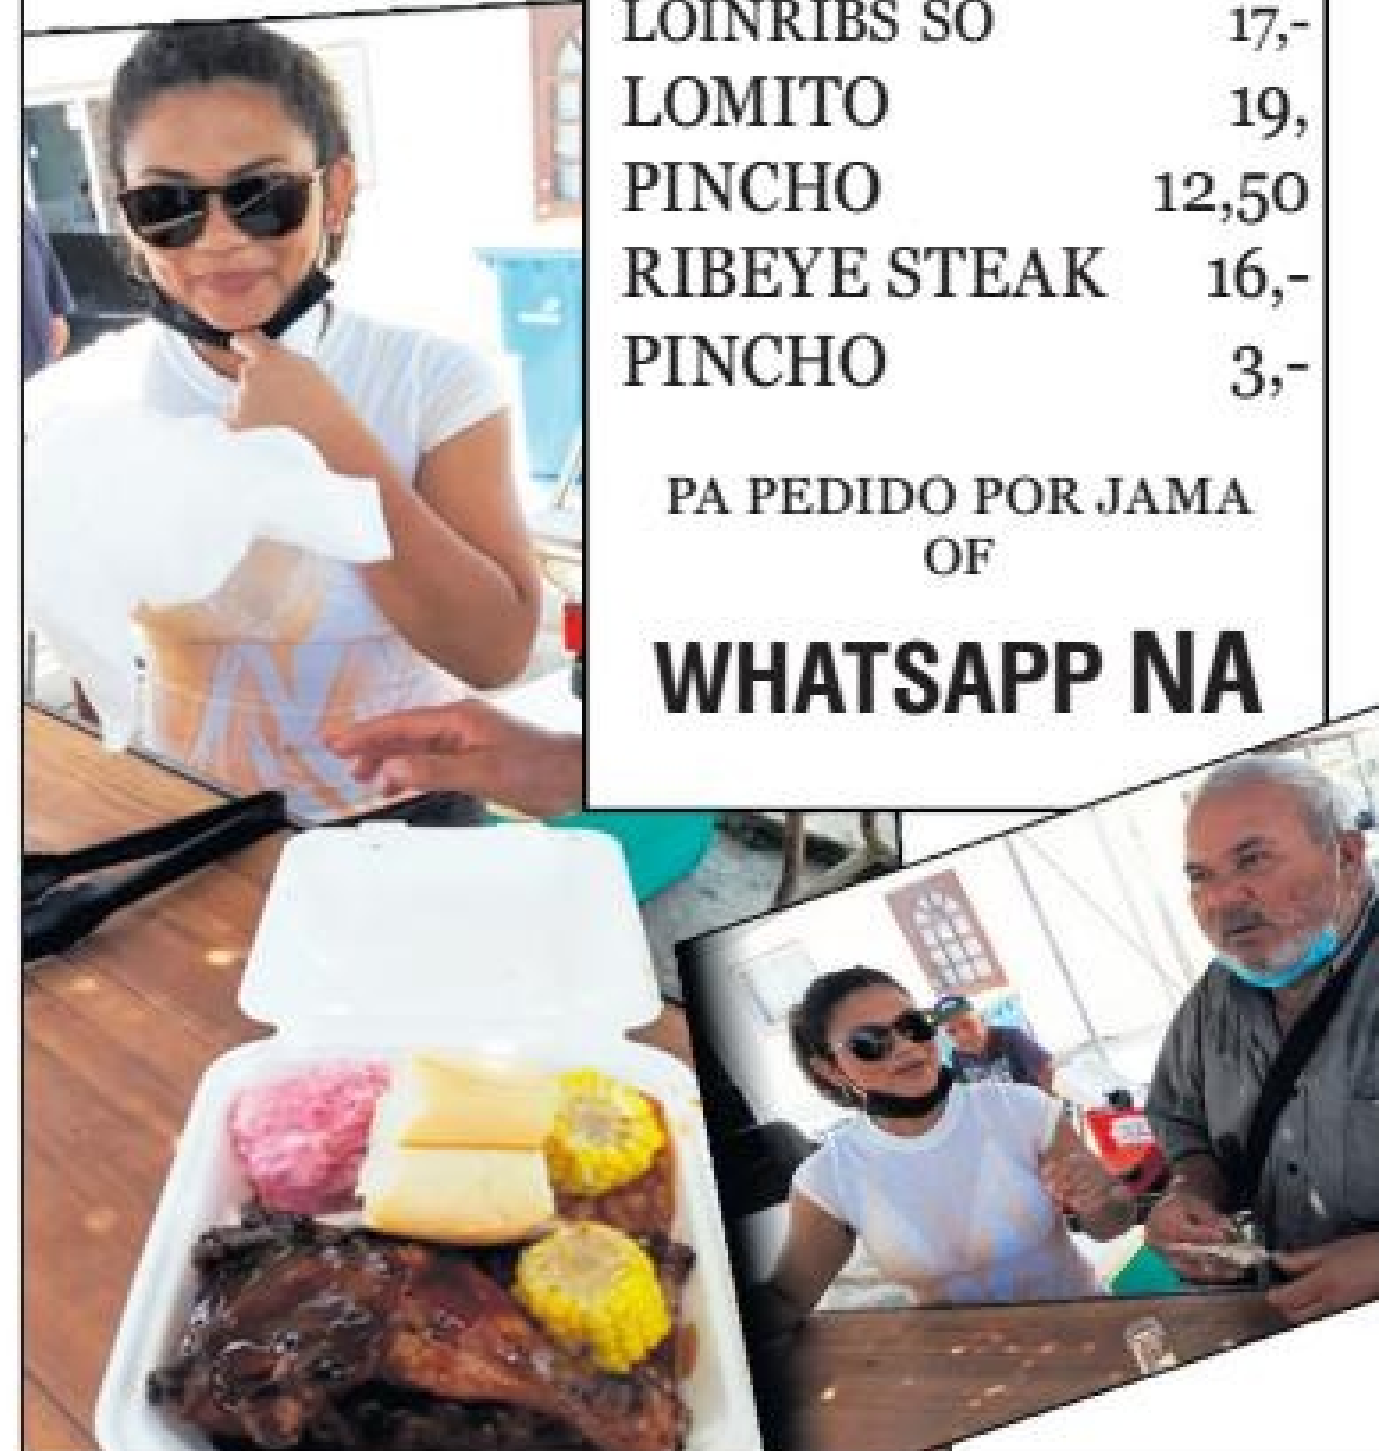 LOINRIBS SO 17,-
LOMITO 19,
PINCHO 12,50
RIBEYE STEAK 16,-
PINCHO 3,-
PA PEDIDO POR JAMA
OF
WHATSAPP NA